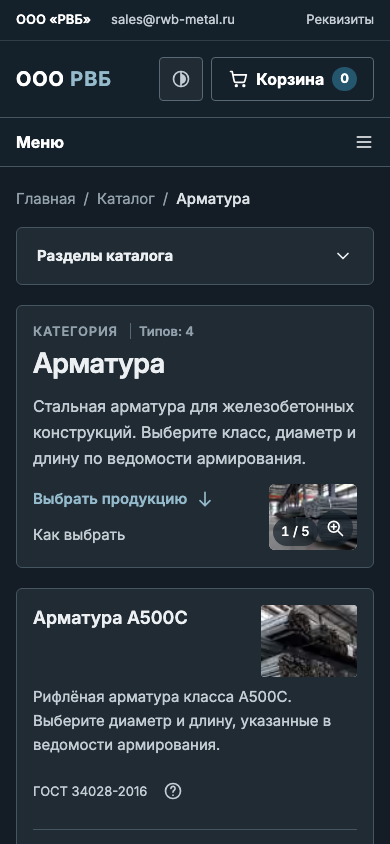 ООО «РВБ» sales@rwb-metal.ru Реквизиты
ООО РВБ Корзина 0
Меню
Главная / Каталог / Арматура
Разделы каталога
КАТЕГОРИЯ Типов: 4
Арматура
Стальная арматура для железобетонных
конструкций. Выберите класс, диаметр и
длину по ведомости армирования.
Выбрать продукцию ↓
Как выбрать
1 / 5
Арматура А500С
Рифлёная арматура класса А500С.
Выберите диаметр и длину, указанные в
ведомости армирования.
ГОСТ 34028-2016 ?